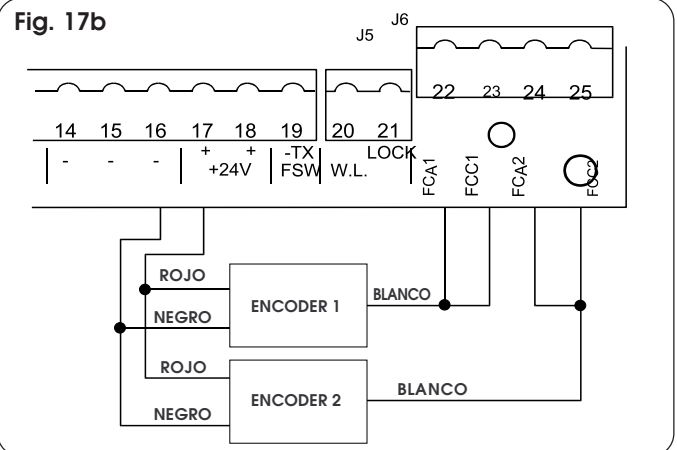 Fig. 17b
J5 J6
22 23 24 25
14 15 16 17 18 19 20 21
- - - + + -TX LOCK
+24V FSW W.L.
FCA1 FCC1 FCA2 FCC2
ROJO
ENCODER 1
BLANCO
NEGRO
ROJO
ENCODER 2
BLANCO
NEGRO